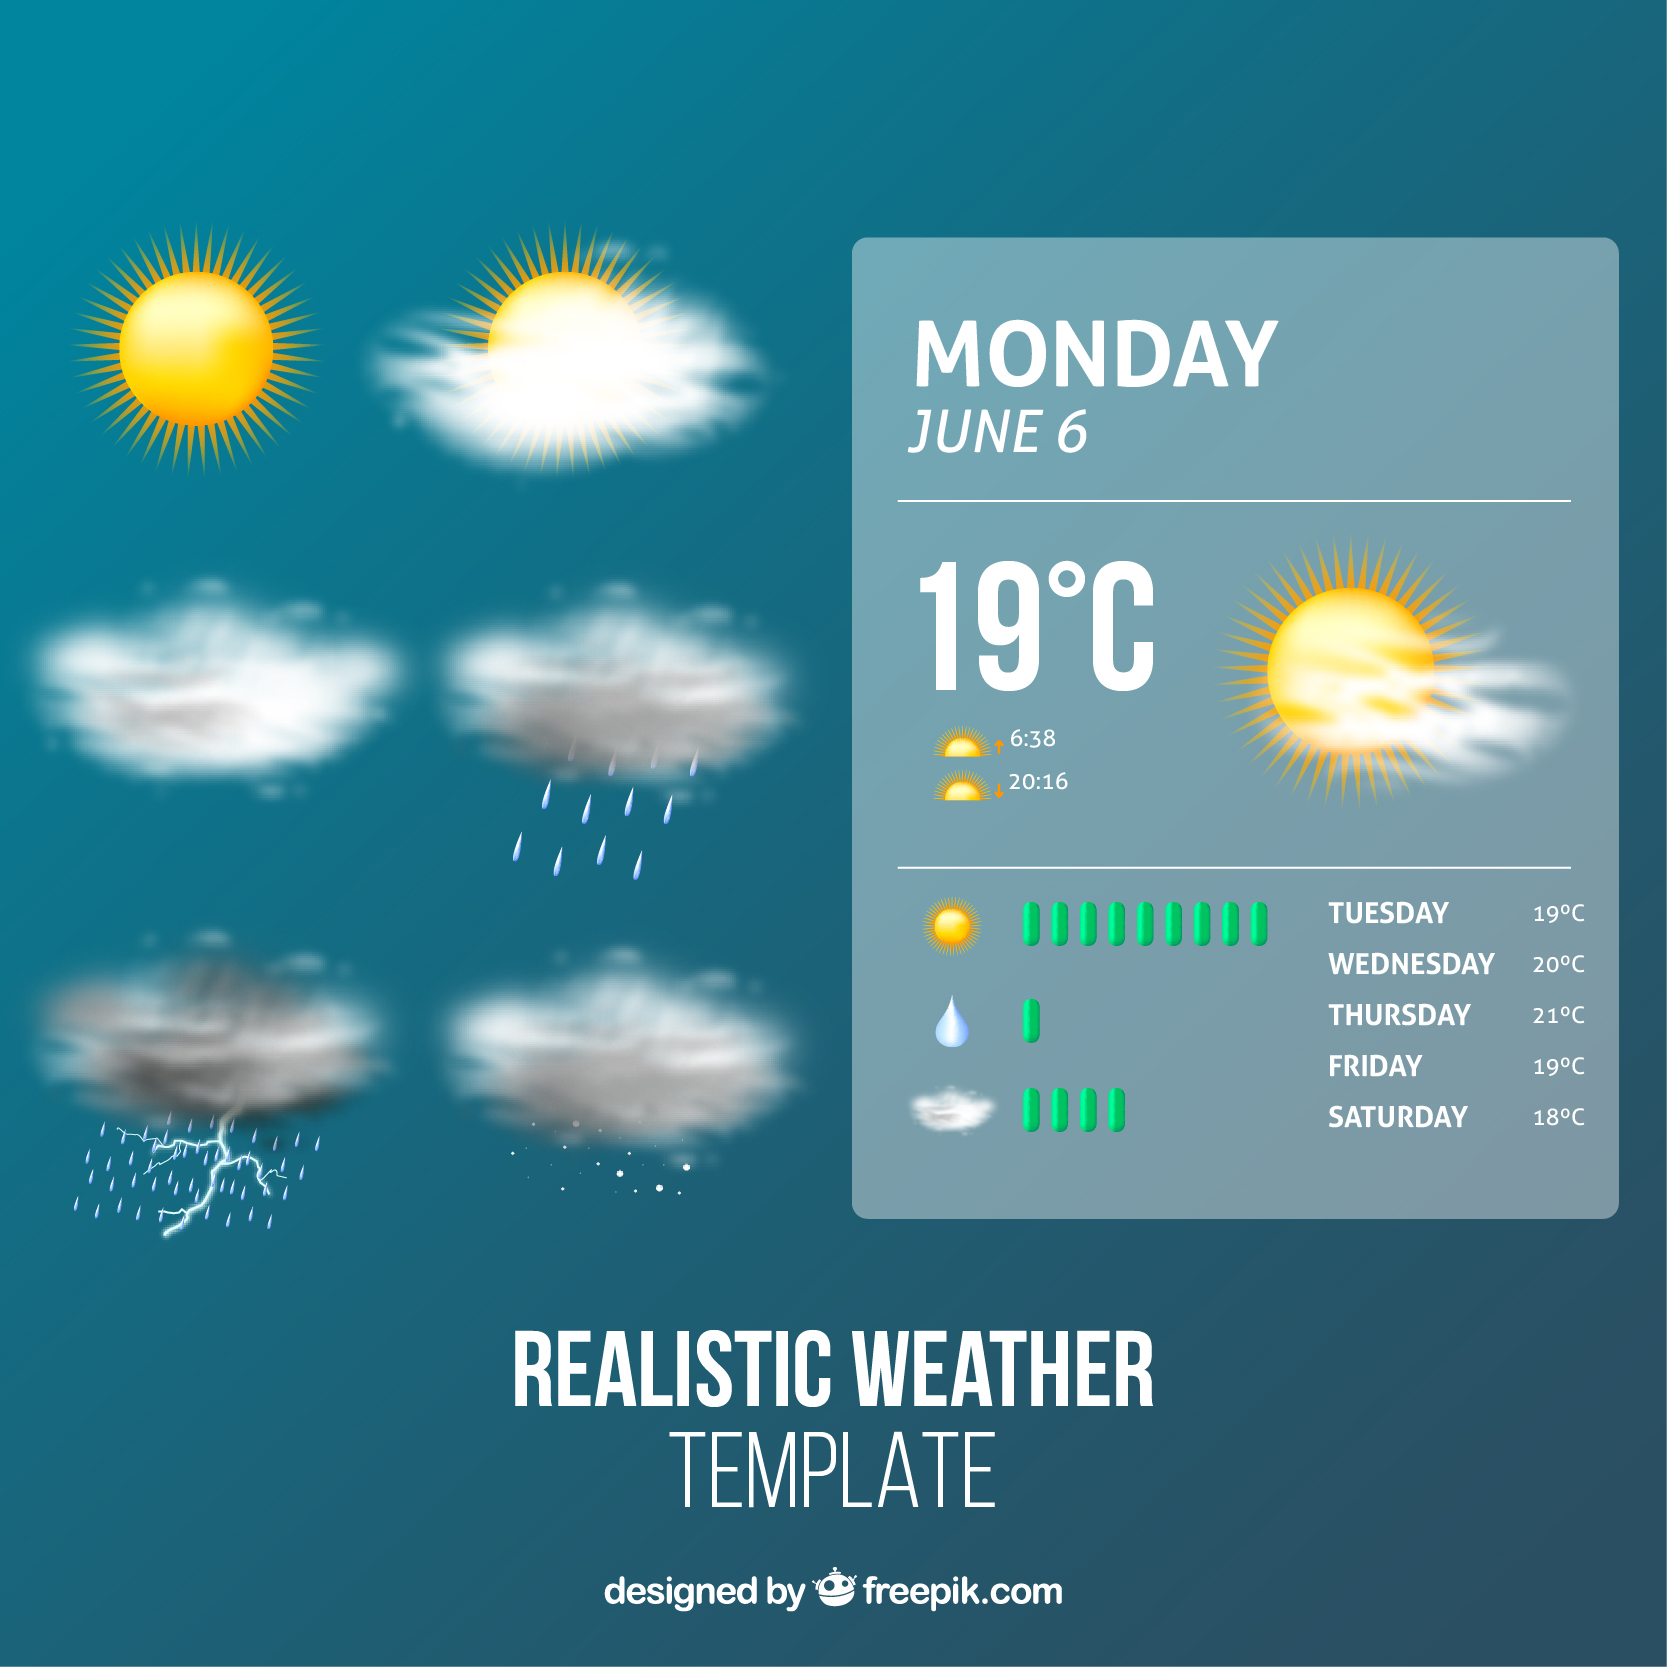 MONDAY
JUNE 6
19°C
6:38
20:16
TUESDAY 19ºC
WEDNESDAY 20ºC
THURSDAY 21ºC
FRIDAY 19ºC
SATURDAY 18ºC
REALISTIC WEATHER
TEMPLATE
designed by freepik.com